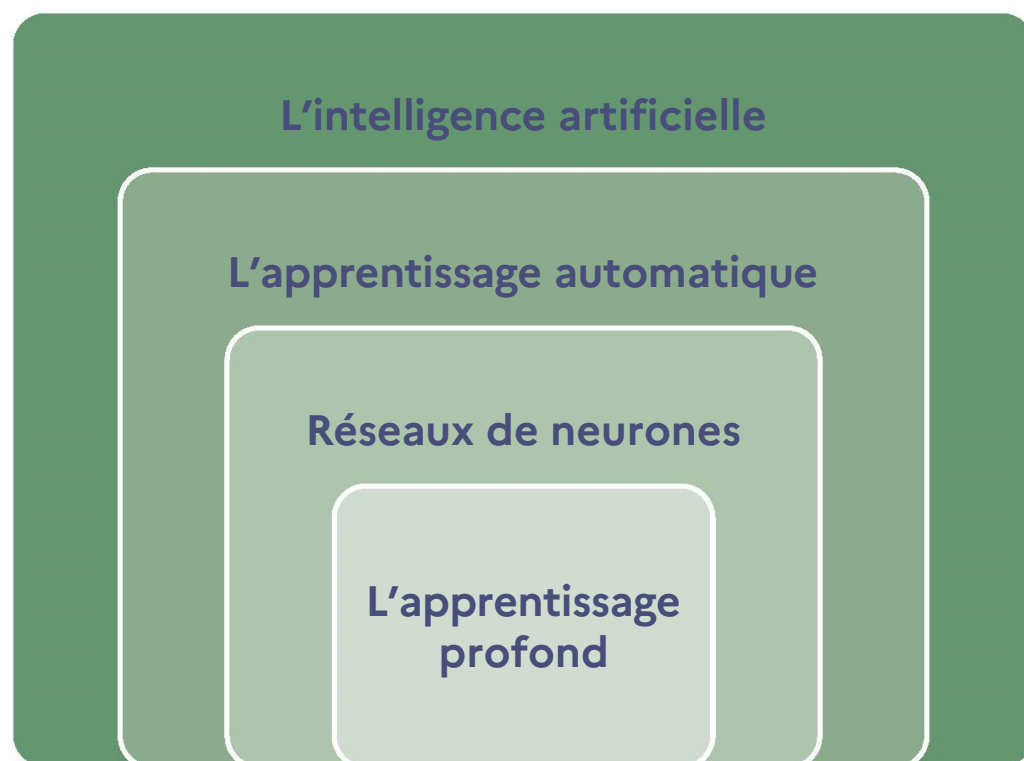 L’intelligence artificielle
L’apprentissage automatique
Réseaux de neurones
L’apprentissage
profond